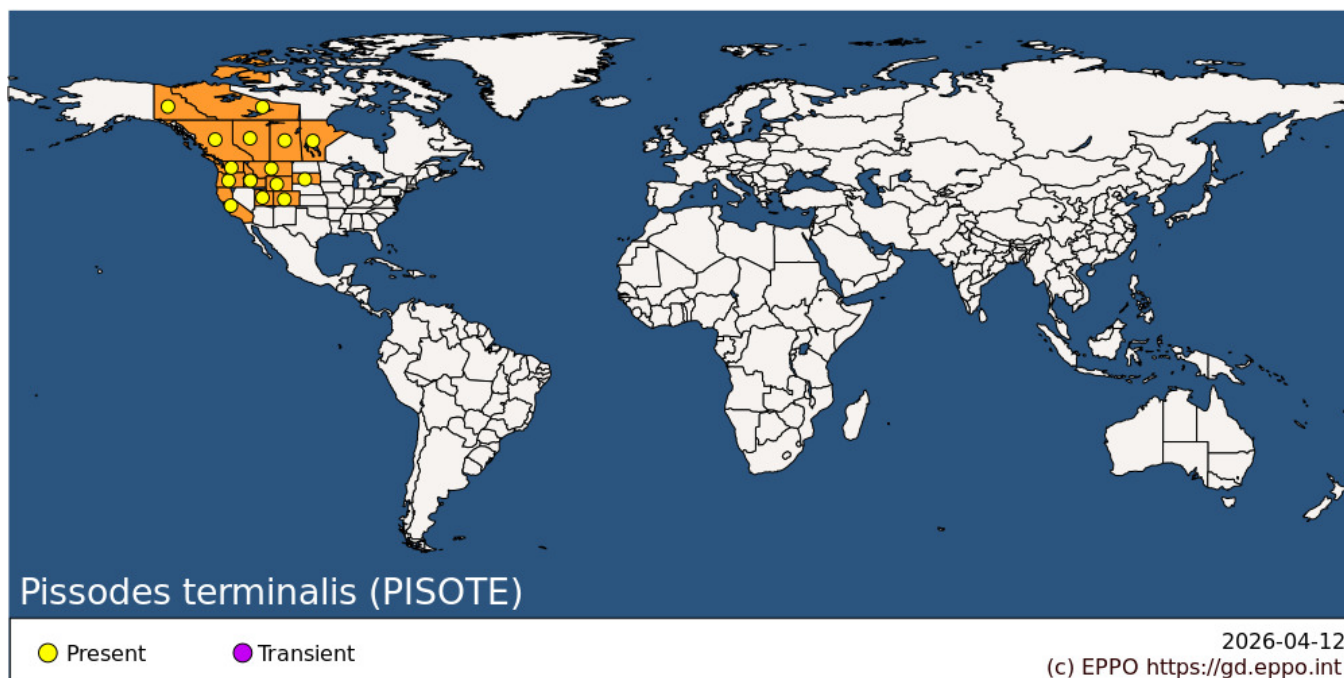 Pissodes terminalis (PISOTE)
Present
Transient
2026-04-12
(c) EPPO https://gd.eppo.int